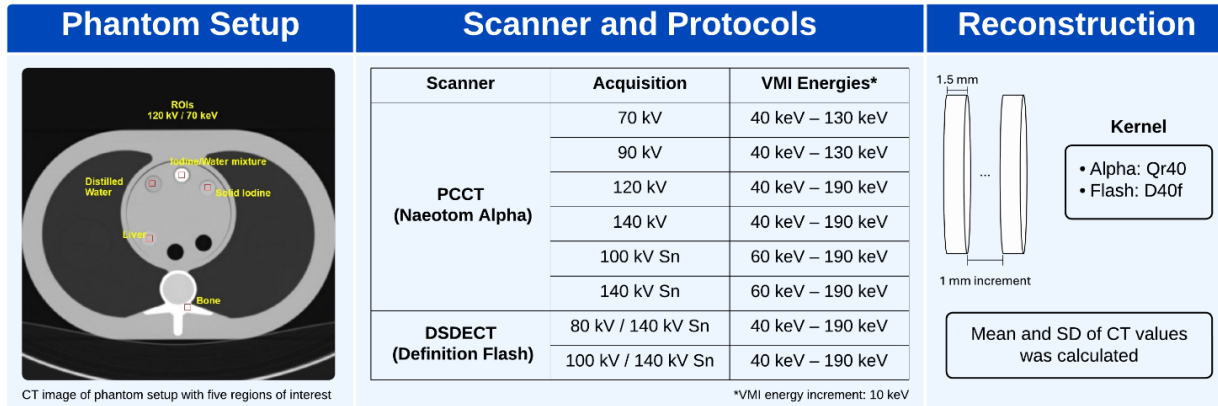 Phantom Setup
Scanner and Protocols
Reconstruction
ROIs
120 kV / 70 keV
Iodine/Water mixture
Distilled
Water
Solid Iodine
Liver
Bone
CT image of phantom setup with five regions of interest
Scanner Acquisition VMI Energies*
PCCT
(Naeotom Alpha)
70 kV 40 keV – 130 keV
90 kV 40 keV – 130 keV
120 kV 40 keV – 190 keV
140 kV 40 keV – 190 keV
100 kV Sn 60 keV – 190 keV
140 kV Sn 60 keV – 190 keV
DSDECT
(Definition Flash)
80 kV / 140 kV Sn 40 keV – 190 keV
100 kV / 140 kV Sn 40 keV – 190 keV
*VMI energy increment: 10 keV
1.5 mm
...
1 mm increment
Kernel
• Alpha: Qr40
• Flash: D40f
Mean and SD of CT values
was calculated